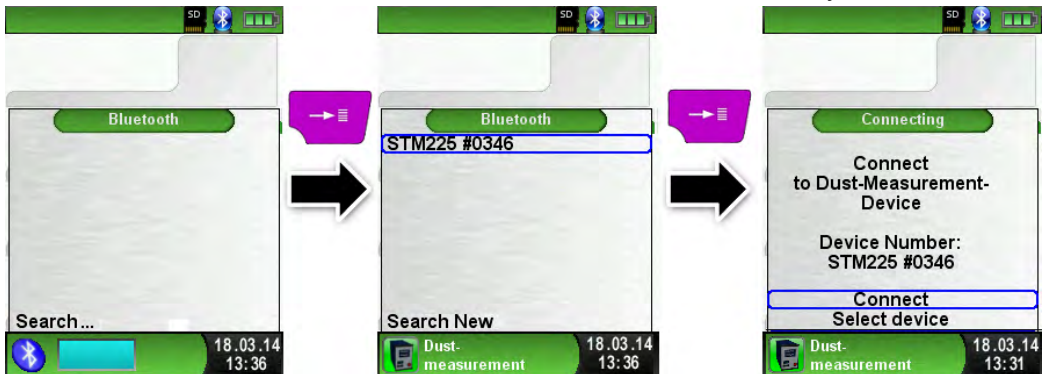 SD
Bluetooth
Search...
18.03.14
13:36
SD
Bluetooth
STM225 #0346
Search New
Dust-
measurement
18.03.14
13:36
SD
Connecting
Connect
to Dust-Measurement-
Device
Device Number:
STM225 #0346
Connect
Select device
Dust-
measurement
18.03.14
13:31